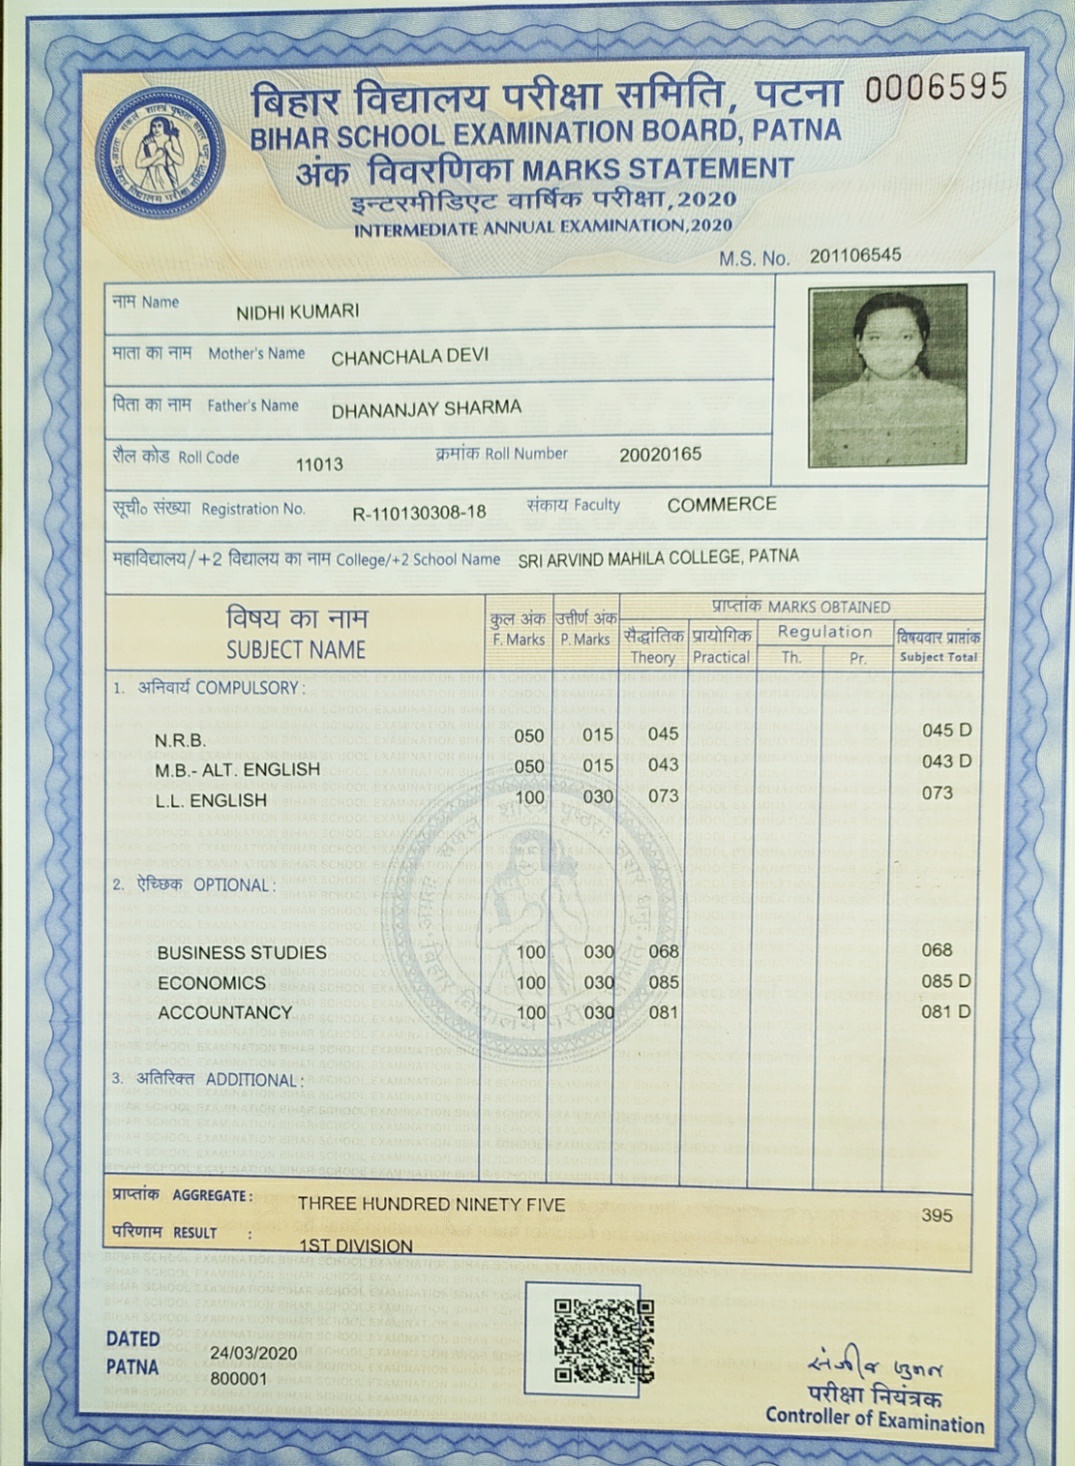 बिहार विद्यालय परीक्षा समिति, पटना 0006595
BIHAR SCHOOL EXAMINATION BOARD, PATNA
अंक विवरणिका MARKS STATEMENT
इन्टरमीडिएट वार्षिक परीक्षा,2020
INTERMEDIATE ANNUAL EXAMINATION,2020
M.S. No. 201106545
नाम Name NIDHI KUMARI
माता का नाम Mother's Name CHANCHALA DEVI
पिता का नाम Father's Name DHANANJAY SHARMA
रौल कोड Roll Code 11013 क्रमांक Roll Number 20020165
सूची० संख्या Registration No. R-110130308-18 संकाय Faculty COMMERCE
महाविद्यालय/+2 विद्यालय का नाम College/+2 School Name SRI ARVIND MAHILA COLLEGE, PATNA
विषय का नाम कुल अंक उत्तीर्ण अंक प्राप्तांक MARKS OBTAINED
SUBJECT NAME F. Marks P. Marks सैद्धांतिक प्रायोगिक Regulation विषयवार प्राप्तांक
Theory Practical Th. Pr. Subject Total
1. अनिवार्य COMPULSORY:
N.R.B. 050 015 045 045 D
M.B.- ALT. ENGLISH 050 015 043 043 D
L.L. ENGLISH 100 030 073 073
2. ऐच्छिक OPTIONAL:
BUSINESS STUDIES 100 030 068 068
ECONOMICS 100 030 085 085 D
ACCOUNTANCY 100 030 081 081 D
3. अतिरिक्त ADDITIONAL:
प्राप्तांक AGGREGATE: THREE HUNDRED NINETY FIVE 395
परिणाम RESULT : 1ST DIVISION
DATED 24/03/2020
PATNA 800001
परीक्षा नियंत्रक
Controller of Examination